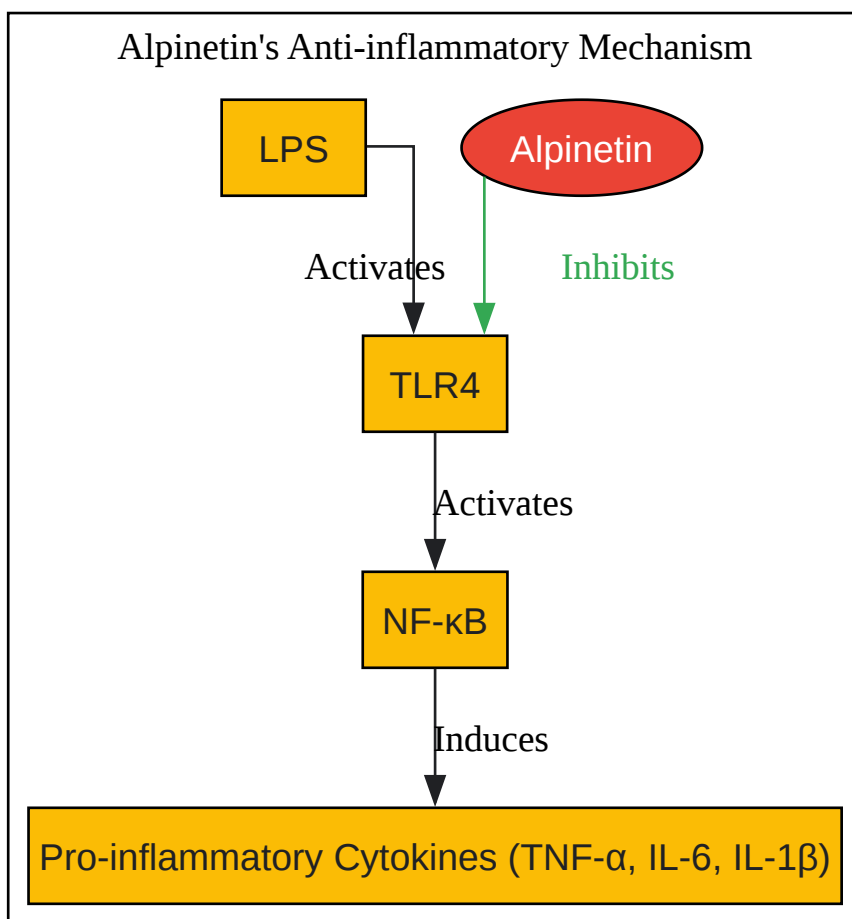 Alpinetin's Anti-inflammatory Mechanism
LPS
Alpinetin
Activates
Inhibits
TLR4
Activates
NF-κB
Induces
Pro-inflammatory Cytokines (TNF-α, IL-6, IL-1β)